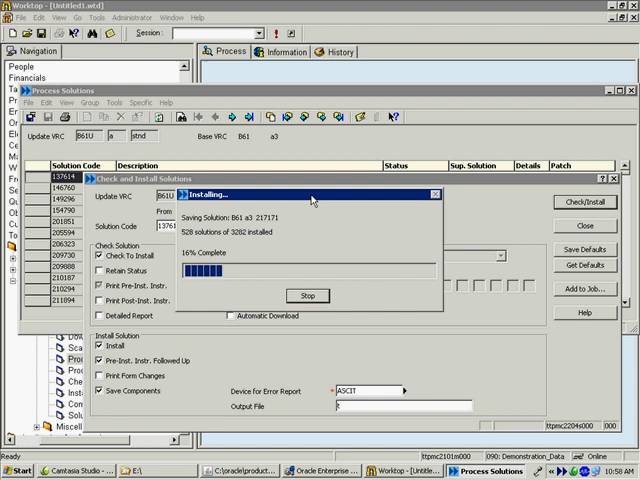 Worktop - [Untitled1.wtd]
File Edit View Go Tools Administrator Window Help
Session:
Navigation
Process Information History
People
Financials
Process Solutions
File Edit View Group Tools Specific Help
Update VRC B61U a stnd Base VRC B61 a3
Solution Code Description Status Sup. Solution Details Patch
137614
146760
149296
154790
201851
205594
206323
209730
209888
210187
210294
211894
Check and Install Solutions
Update VRC B61U
From
Solution Code 1376
Check/Install
Close
Save Defaults
Get Defaults
Add to Job...
Help
Installing...
Saving Solution: B61 a3 217171
528 solutions of 3282 installed
16% Complete
Stop
Check Solution
Check To Install
Retain Status
Print Pre-Inst. Instr.
Print Post-Inst. Instr.
Detailed Report
Automatic Download
Install Solution
Install
Pre-Inst. Instr. Followed Up
Print Form Changes
Save Components
Device for Error Report * ASCIT
Output File t
ttpmc2204s000 000
Miscell
Ready ttpmc2101m000 090: Demonstration_Data Online
Start Camtasia Studio - ... E:\ C:\oracle\product... Oracle Enterprise ... Worktop - [Untitle... Process Solutions 10:58 AM